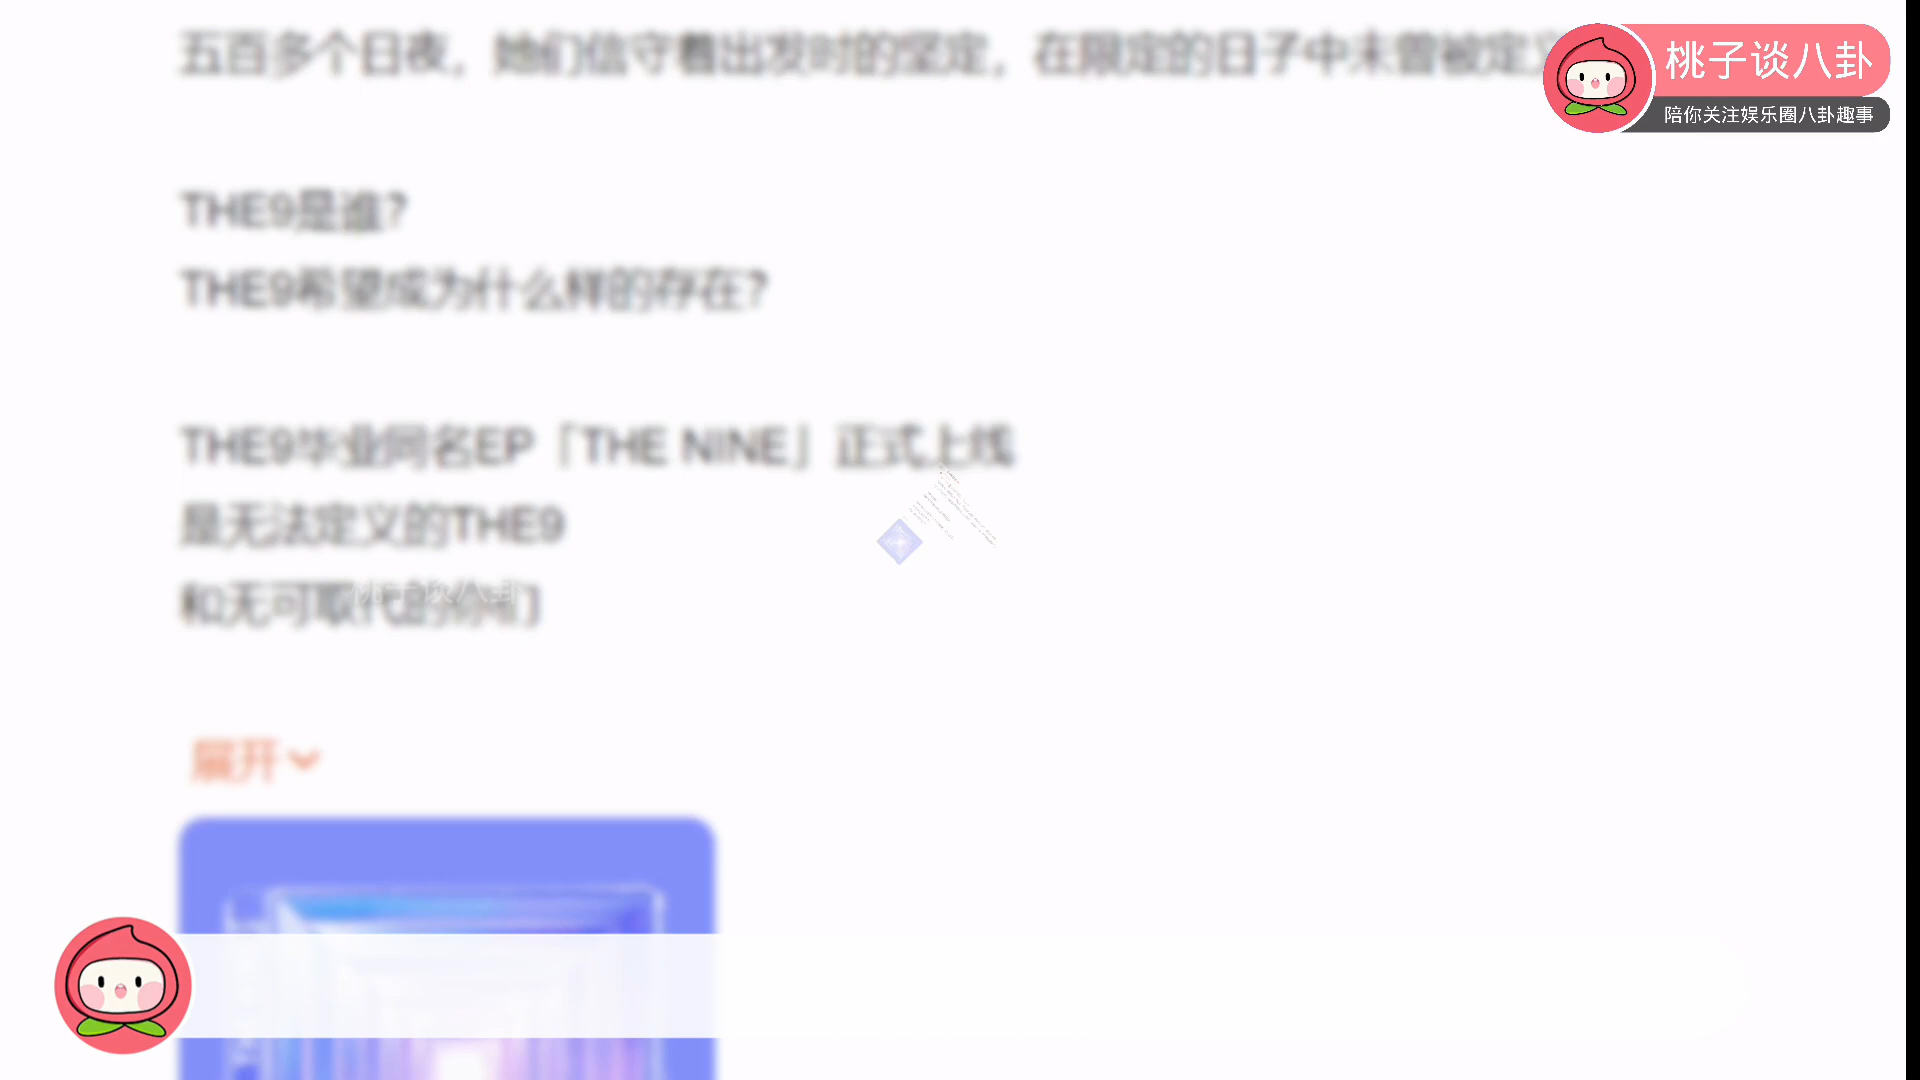 五百多个日夜，她们信守着出发时的坚定，在限定的日子中未曾被定义
桃子谈八卦
陪你关注娱乐圈八卦趣事
THE9是谁？
THE9希望成为什么样的存在？
THE9毕业同名EP「THE NINE」正式上线
是无法定义的THE9
和无可取代的你们
桃子谈八卦
展开